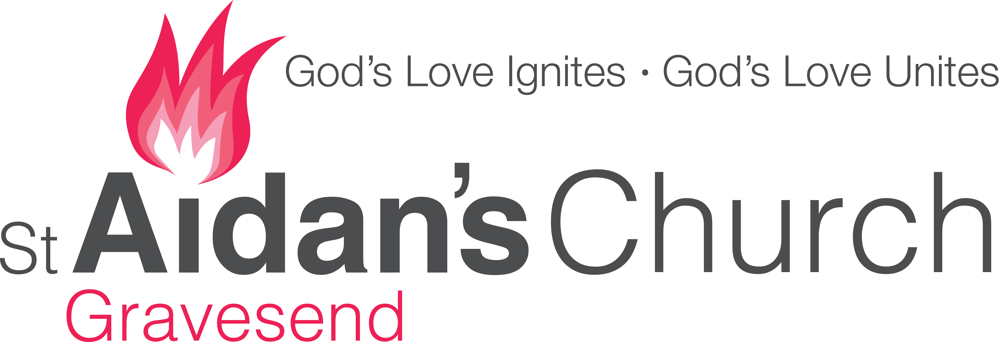 God’s Love Ignites • God’s Love Unites
St Aidan’s Church
Gravesend